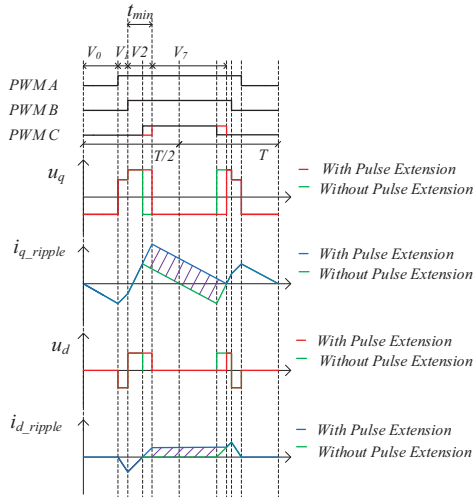 t_min
V_0 V_1 V2 V_7
PWM A
PWM B
PWM C
T/2 T
u_q
With Pulse Extension
Without Pulse Extension
i_q_ripple
With Pulse Extension
Without Pulse Extension
u_d
With Pulse Extension
Without Pulse Extension
i_d_ripple
With Pulse Extension
Without Pulse Extension